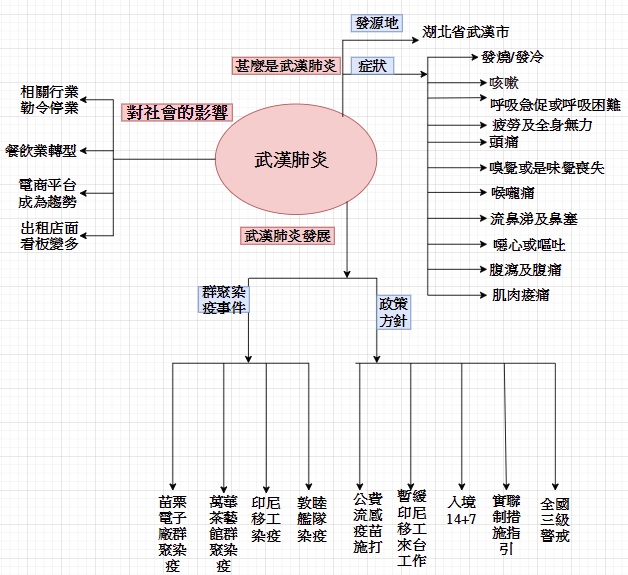 發源地
湖北省武漢市
甚麼是武漢肺炎
症狀
發燒/發冷
咳嗽
呼吸急促或呼吸困難
疲勞及全身無力
頭痛
嗅覺或是味覺喪失
喉嚨痛
流鼻涕及鼻塞
噁心或嘔吐
腹瀉及腹痛
肌肉痠痛
對社會的影響
相關行業
勒令停業
餐飲業轉型
電商平台
成為趨勢
出租店面
看板變多
武漢肺炎
武漢肺炎發展
群聚染
疫事件
政策
方針
苗栗
電子
廠群
聚染
疫
萬華
茶藝
館群
聚染
疫
印尼
移工
染疫
敦睦
艦隊
染疫
公費
流感
疫苗
施打
暫緩
印尼
移工
來台
工作
入境
14+7
實聯
制措
施指
引
全國
三級
警戒